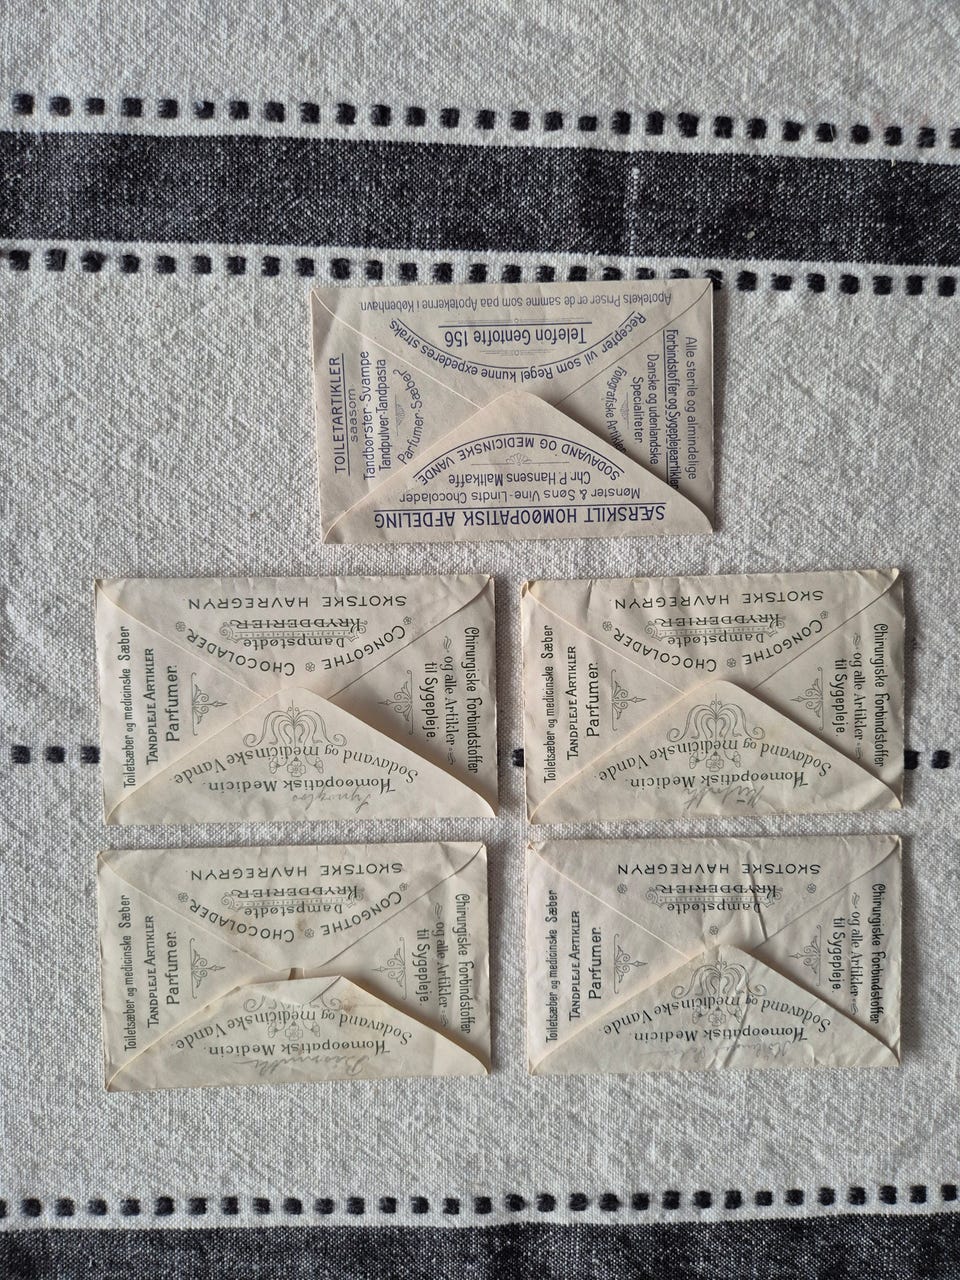 Apotekets Priser er de samme som paa Apotekerne i København.
Telefon Gentofte 156
Recepter vil som Regel kunne expederes straks
TOILETARTIKLER
saasom
Tandbørster-Svampe
Tandpulver-Tandpasta
Parfumer-Sæber
Alle sterile og almindelige
Forbindstoffer og Sygeplejeartikler
Danske og udenlandske
Specialiteter
Fotografiske Artikler
SODAVAND OG MEDICINSKE VANDE.
Chr. P. Hansens Maltkaffe
Mønster & Søns Vine-Lindts Chocolader
SÆRSKILT HOMØOPATISK AFDELING
SKOTSKE HAVREGRYN.
KRYDDERIER
Dampstødte
CONGOTHE CHOCOLADER
Toiletsæber og medicinske Sæber
TANDPLEJE ARTIKLER
Parfumer.
Chirurgiske Forbindstoffer
og alle Artikler
til Sygepleje.
Sodavand og medicinske Vande.
Homøopatisk Medicin.
SKOTSKE HAVREGRYN.
KRYDDERIER
Dampstødte
CONGOTHE CHOCOLADER
Toiletsæber og medicinske Sæber
TANDPLEJE ARTIKLER
Parfumer.
Chirurgiske Forbindstoffer
og alle Artikler
til Sygepleje.
Sodavand og medicinske Vande.
Homøopatisk Medicin.
SKOTSKE HAVREGRYN
KRYDDERIER
Dampstødte
CONGOTHE CHOCOLADER
Toiletsæber og medicinske Sæber
TANDPLEJE ARTIKLER
Parfumer.
Chirurgiske Forbindstoffer
og alle Artikler
til Sygepleje.
Sodavand og medicinske Vande.
Homøopatisk Medicin.
SKOTSKE HAVREGRYN
KRYDDERIER
Dampstødte
CONGOTHE CHOCOLADER
Toiletsæber og medicinske Sæber
TANDPLEJE ARTIKLER
Parfumer.
Chirurgiske Forbindstoffer
og alle Artikler
til Sygepleje.
Sodavand og medicinske Vande.
Homøopatisk Medicin.